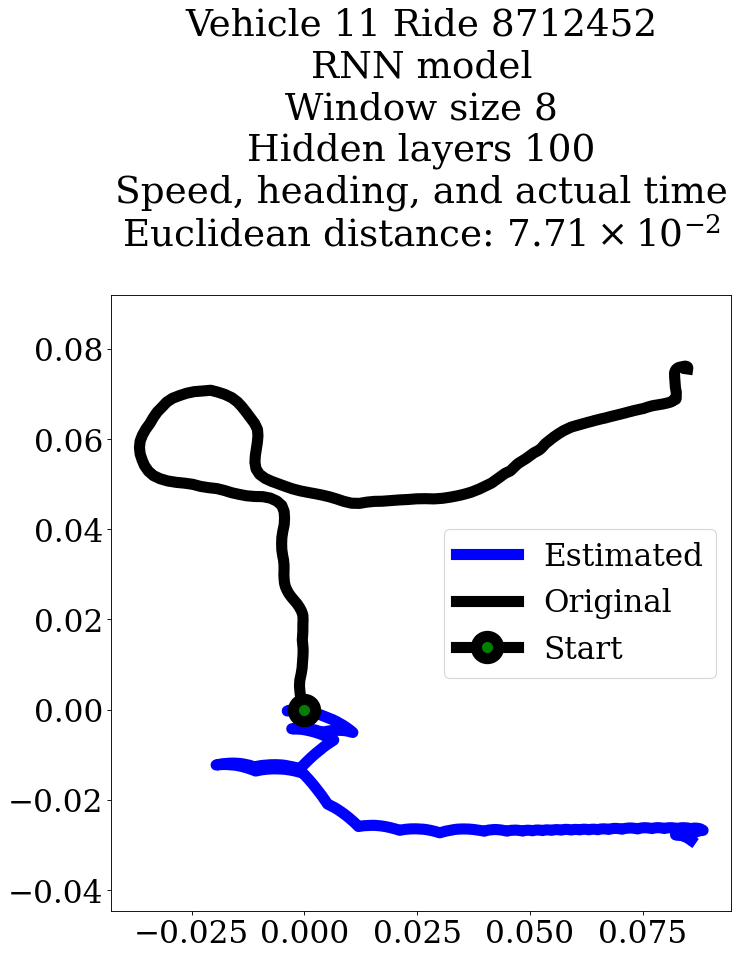 Vehicle 11 Ride 8712452
RNN model
Window size 8
Hidden layers 100
Speed, heading, and actual time
Euclidean distance: 7.71 × 10⁻²
0.08
0.06
0.04
0.02
0.00
−0.02
−0.04
Estimated
Original
Start
−0.025 0.000 0.025 0.050 0.075